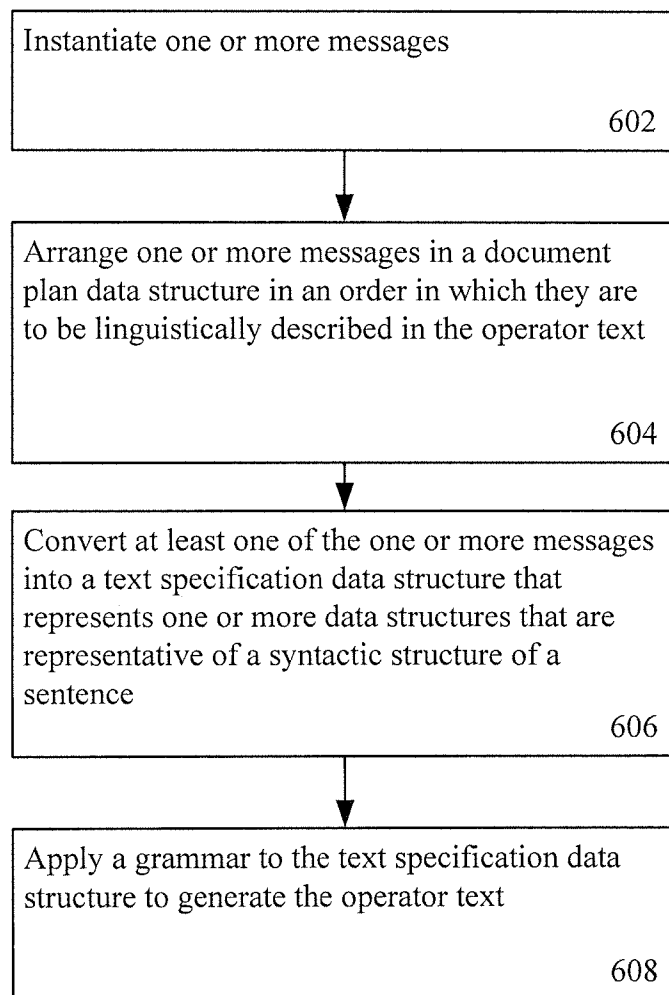 Instantiate one or more messages
602
Arrange one or more messages in a document
plan data structure in an order in which they are
to be linguistically described in the operator text
604
Convert at least one of the one or more messages
into a text specification data structure that
represents one or more data structures that are
representative of a syntactic structure of a
sentence
606
Apply a grammar to the text specification data
structure to generate the operator text
608